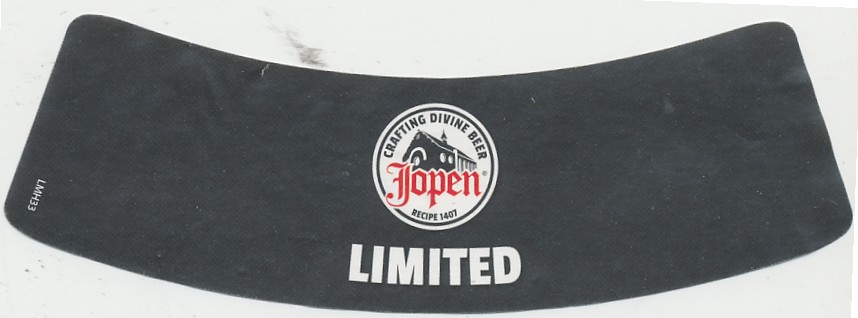 CRAFTING DIVINE BEER
Jopen®
RECIPE 1407
LIMITED
LMH33